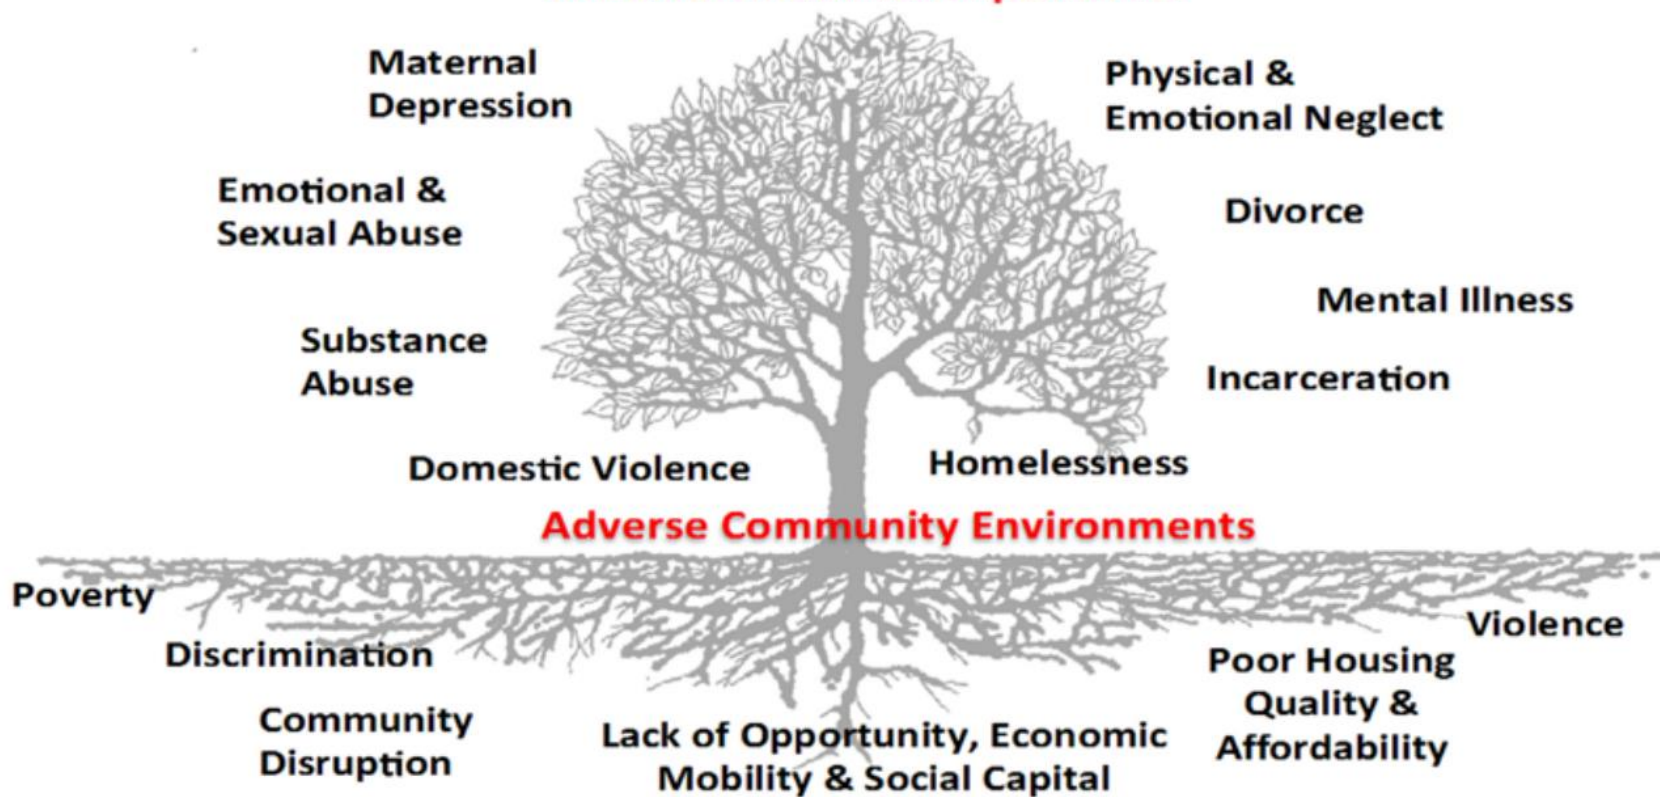 Maternal
Depression
Physical &
Emotional Neglect
Emotional &
Sexual Abuse
Divorce
Mental Illness
Substance
Abuse
Incarceration
Domestic Violence
Homelessness
Adverse Community Environments
Poverty
Violence
Discrimination
Poor Housing
Quality &
Affordability
Community
Disruption
Lack of Opportunity, Economic
Mobility & Social Capital